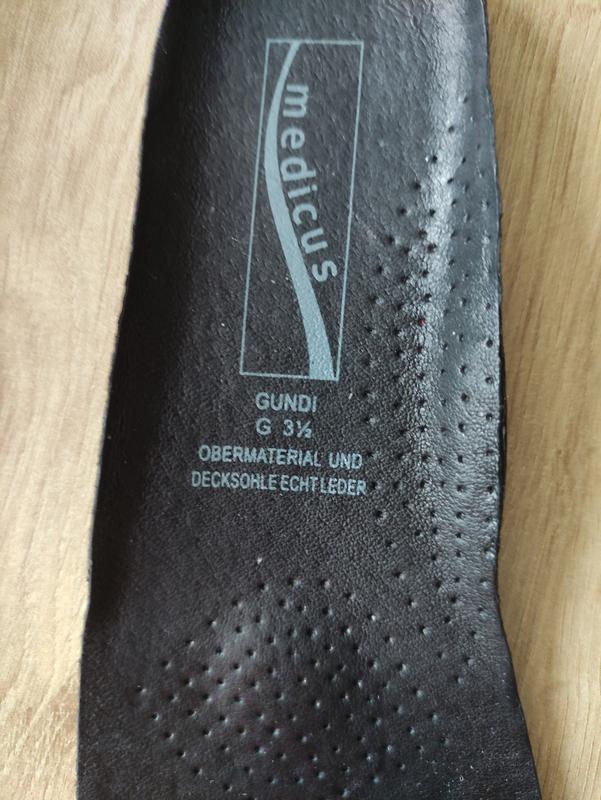 medicus
GUNDI
G 3½
OBERMATERIAL UND
DECKSOHLE ECHT LEDER